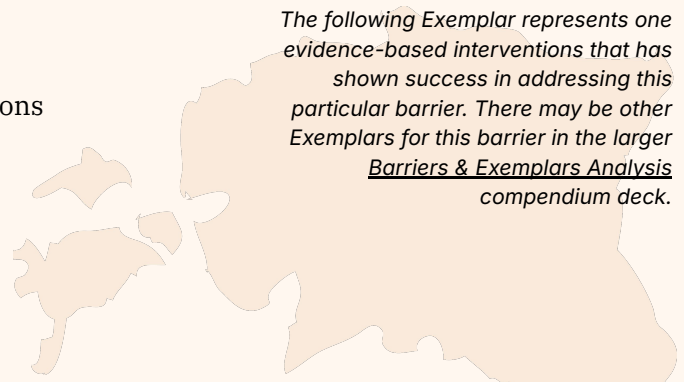 The following Exemplar represents one
evidence-based interventions that has
shown success in addressing this
ons
particular barrier. There may be other
Exemplars for this barrier in the larger
Barriers & Exemplars Analysis
compendium deck.